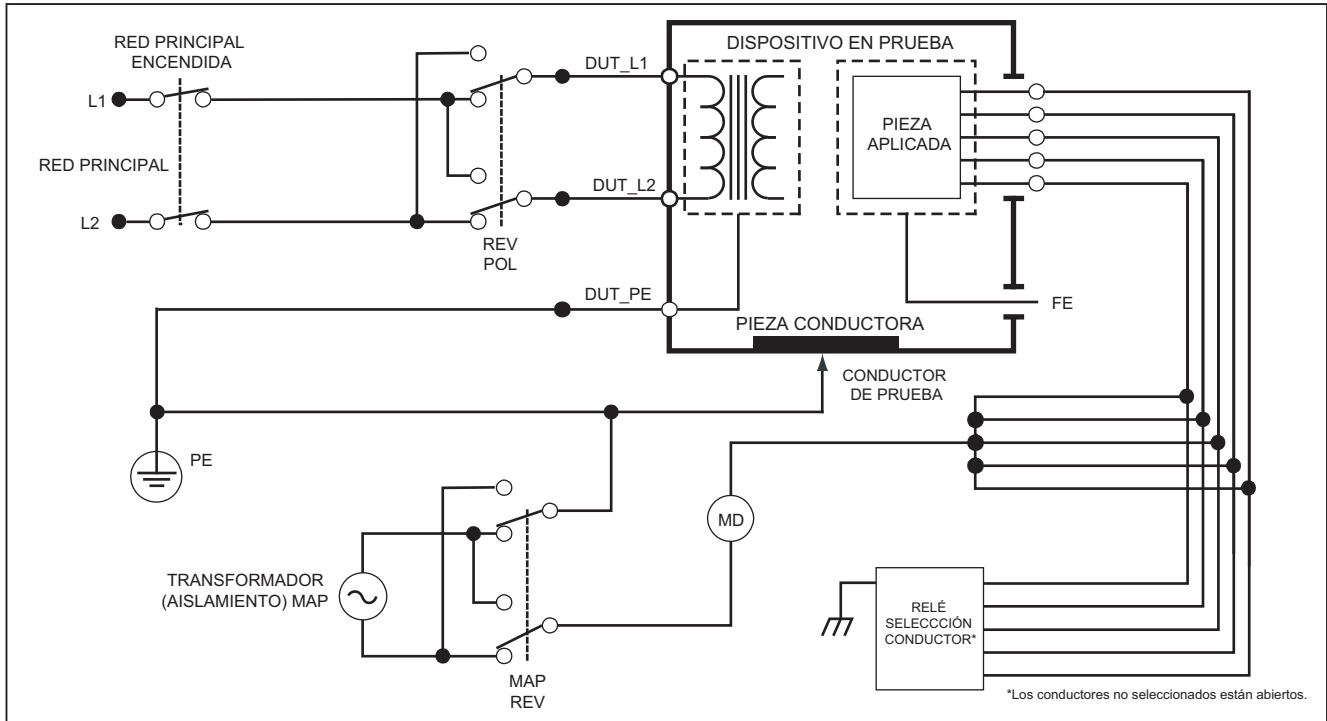 RED PRINCIPAL
ENCENDIDA
L1
RED PRINCIPAL
L2
REV
POL
DUT_L1
DUT_L2
DUT_PE
DISPOSITIVO EN PRUEBA
PIEZA
APLICADA
FE
PIEZA CONDUCTORA
CONDUCTOR
DE PRUEBA
PE
MD
TRANSFORMADOR
(AISLAMIENTO) MAP
MAP
REV
RELÉ
SELECCCIÓN
CONDUCTOR*
*Los conductores no seleccionados están abiertos.